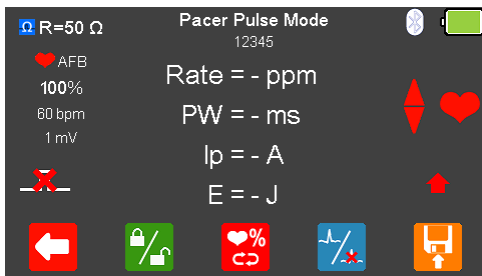 Ω R=50 Ω
Pacer Pulse Mode
12345
AFB
100%
60 bpm
1 mV
Rate = - ppm
PW = - ms
Ip = - A
E = - J
%